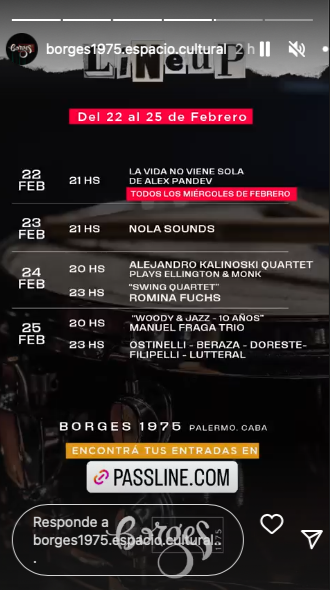 borges1975.espacio.cultural 2 h
LiNeuP
Del 22 al 25 de Febrero
22 FEB
21 HS
LA VIDA NO VIENE SOLA
DE ALEX PANDEV
TODOS LOS MIÉRCOLES DE FEBRERO
23 FEB
21 HS
NOLA SOUNDS
24 FEB
20 HS
ALEJANDRO KALINOSKI QUARTET
PLAYS ELLINGTON & MONK
23 HS
"SWING QUARTET"
ROMINA FUCHS
25 FEB
20 HS
"WOODY & JAZZ - 10 AÑOS"
MANUEL FRAGA TRIO
23 HS
OSTINELLI - BERAZA - DORESTE-
FILIPELLI - LUTTERAL
BORGES 1975 PALERMO. CABA
ENCONTRÁ TUS ENTRADAS EN
PASSLINE.COM
Borges 1975
Responde a
borges1975.espacio.cultural..
.